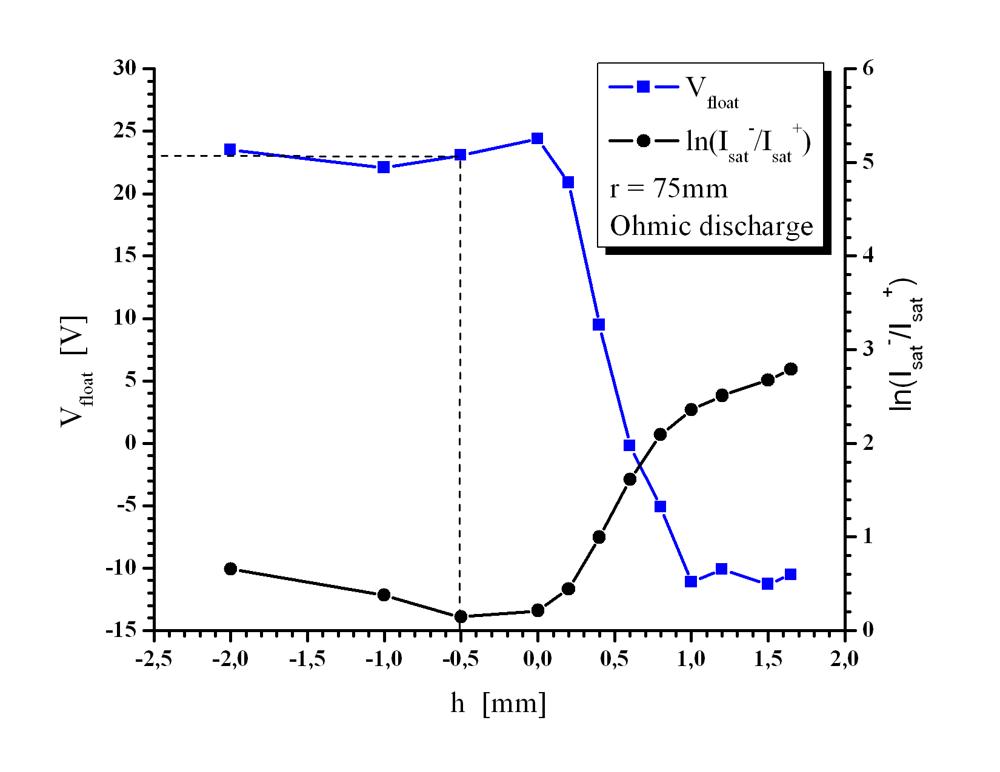 30
25
20
15
10
5
0
-5
-10
-15
V_float [V]
6
5
4
3
2
1
0
ln(I_sat^-/I_sat^+)
V_float
ln(I_sat^-/I_sat^+)
r = 75mm
Ohmic discharge
-2,5 -2,0 -1,5 -1,0 -0,5 0,0 0,5 1,0 1,5 2,0
h [mm]